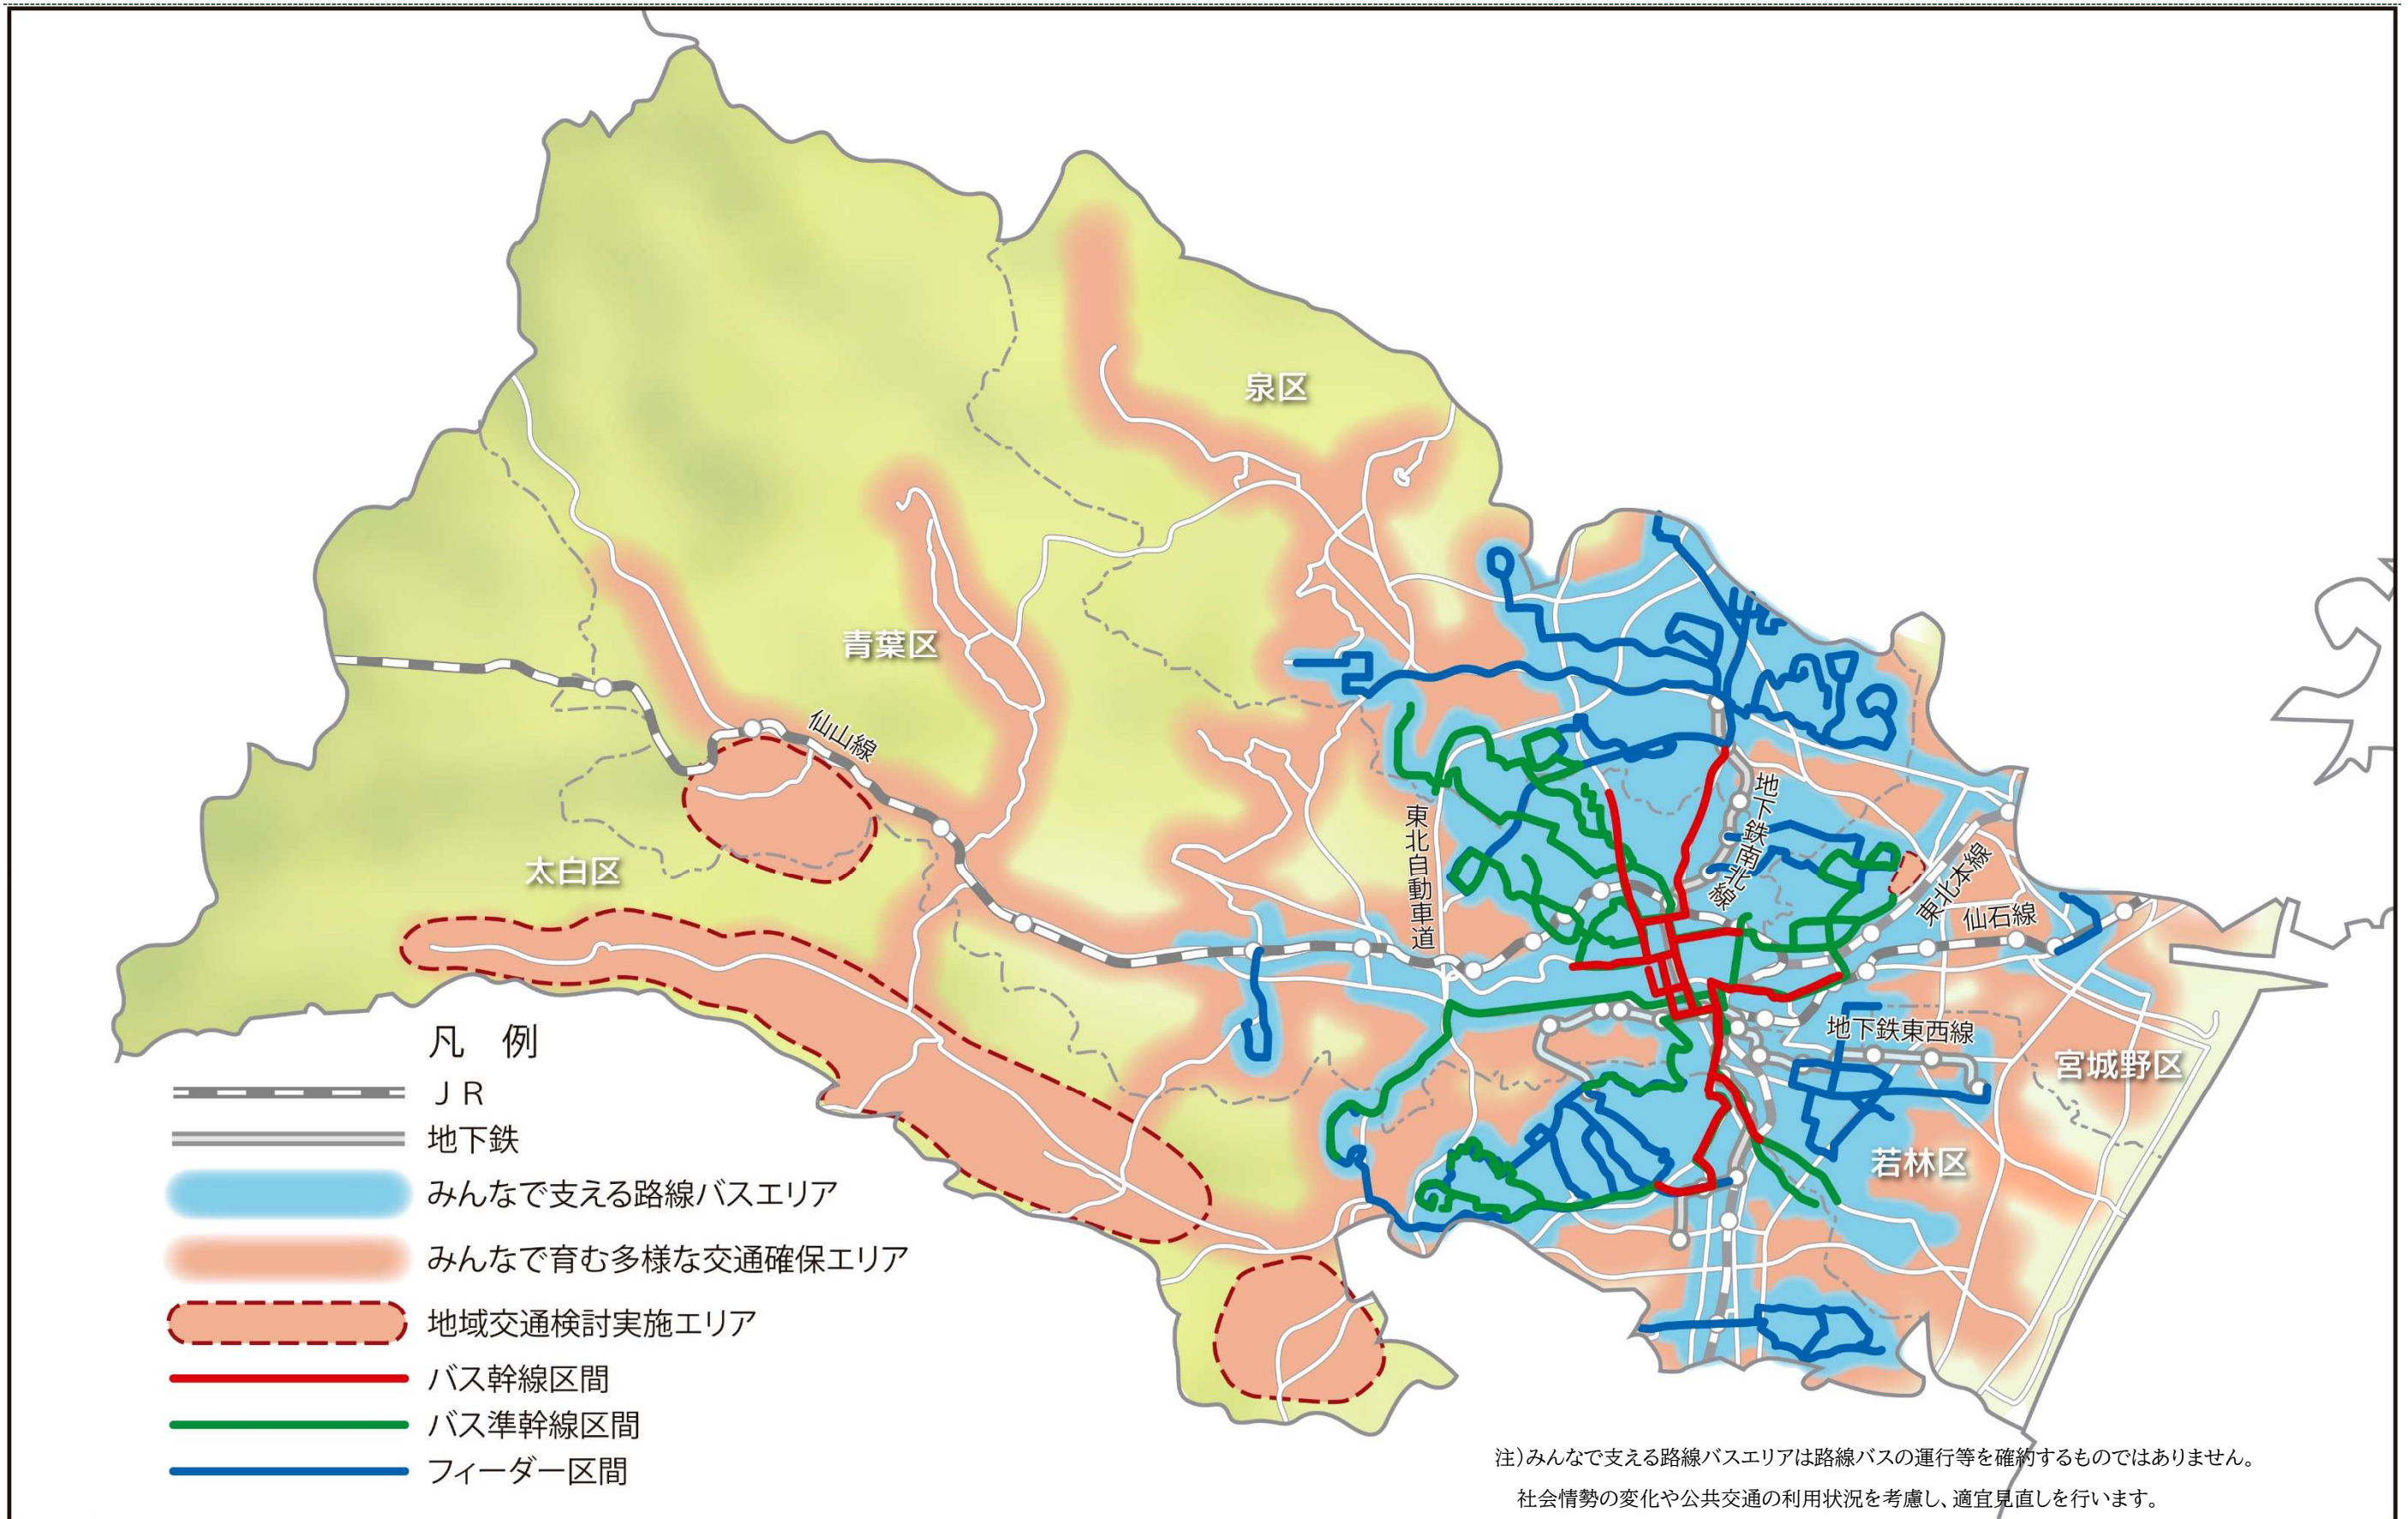 泉区
青葉区
仙山線
太白区
東北自動車道
地下鉄南北線
東北本線
仙石線
地下鉄東西線
宮城野区
若林区
凡 例
ＪＲ
地下鉄
みんなで支える路線バスエリア
みんなで育む多様な交通確保エリア
地域交通検討実施エリア
バス幹線区間
バス準幹線区間
フィーダー区間
注）みんなで支える路線バスエリアは路線バスの運行等を確約するものではありません。
社会情勢の変化や公共交通の利用状況を考慮し、適宜見直しを行います。